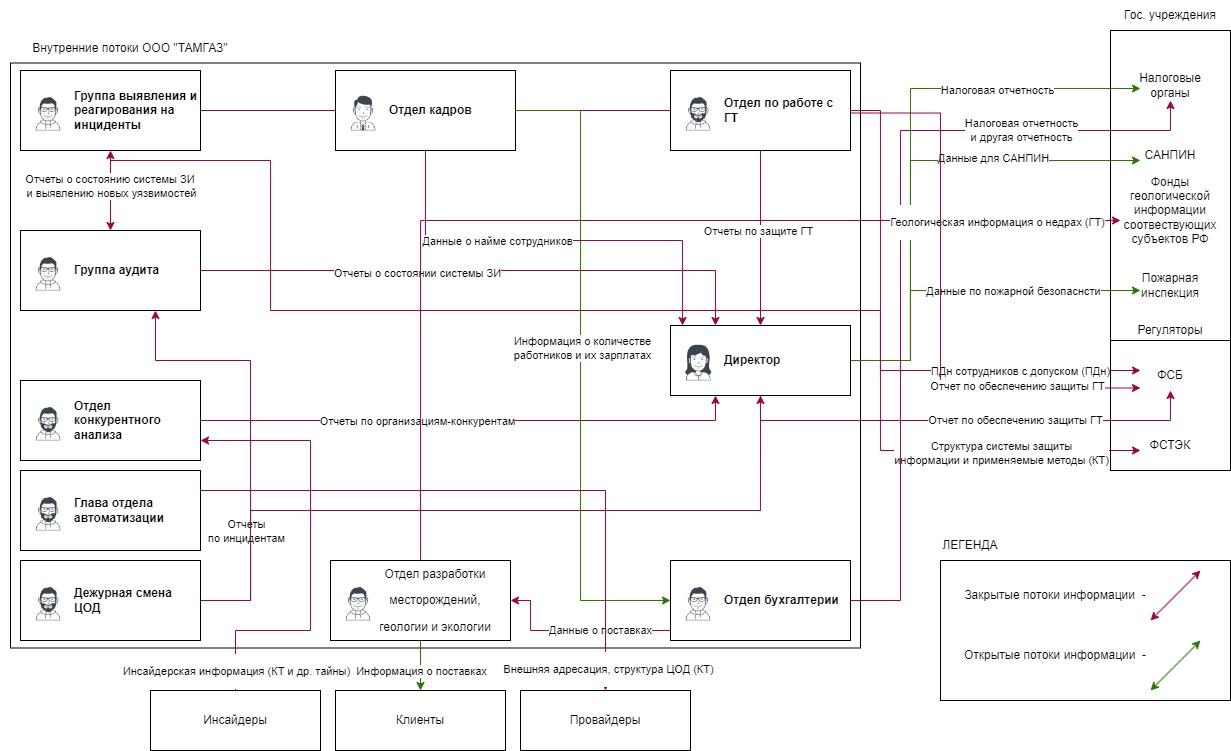 Гос. учреждения
Внутренние потоки ООО "ТАМГАЗ"
Группа выявления и
реагирования на
инциденты
Отдел кадров
Отдел по работе с
ГТ
Налоговая отчетность
Налоговые
органы
Налоговая отчетность
и другая отчетность
Данные для САНПИН
САНПИН
Отчеты о состоянию системы ЗИ
и выявлению новых уязвимостей
Фонды
геологической
информации
соотвествующих
субъектов РФ
Геологическая информация о недрах (ГТ)
Данные о найме сотрудников
Отчеты по защите ГТ
Группа аудита
Отчеты о состоянии системы ЗИ
Данные по пожарной безопаснсти
Пожарная
инспекция
Регуляторы
Информация о количестве
работников и их зарплатах
Директор
ПДн сотрудников с допуском (ПДн)
Отчет по обеспечению защиты ГТ
ФСБ
Отдел
конкурентного
анализа
Отчеты по организациям-конкурентам
Отчет по обеспечению защиты ГТ
Структура системы защиты
информации и применяемые методы (КТ)
ФСТЭК
Глава отдела
автоматизации
Отчеты
по инцидентам
Дежурная смена
ЦОД
Отдел разработки
месторождений,
геологии и экологии
Данные о поставках
Отдел бухгалтерии
ЛЕГЕНДА
Закрытые потоки информации -
Открытые потоки информации -
Инсайдерская информация (КТ и др. тайны)
Информация о поставках
Внешняя адресация, структура ЦОД (КТ)
Инсайдеры
Клиенты
Провайдеры